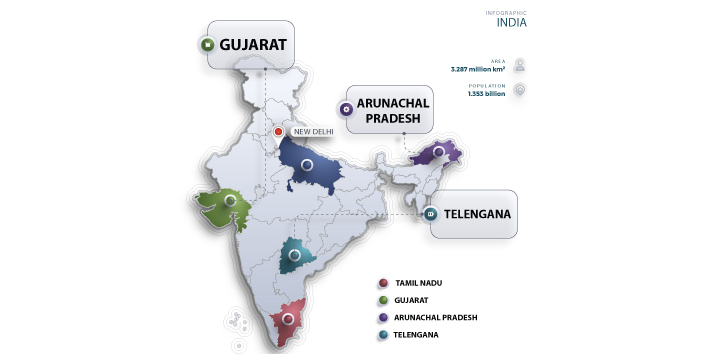 INFOGRAPHIC
INDIA
GUJARAT
AREA
3.287 million km²
POPULATION
1.353 billion
ARUNACHAL
PRADESH
NEW DELHI
TELENGANA
TAMIL NADU
GUJARAT
ARUNACHAL PRADESH
TELENGANA